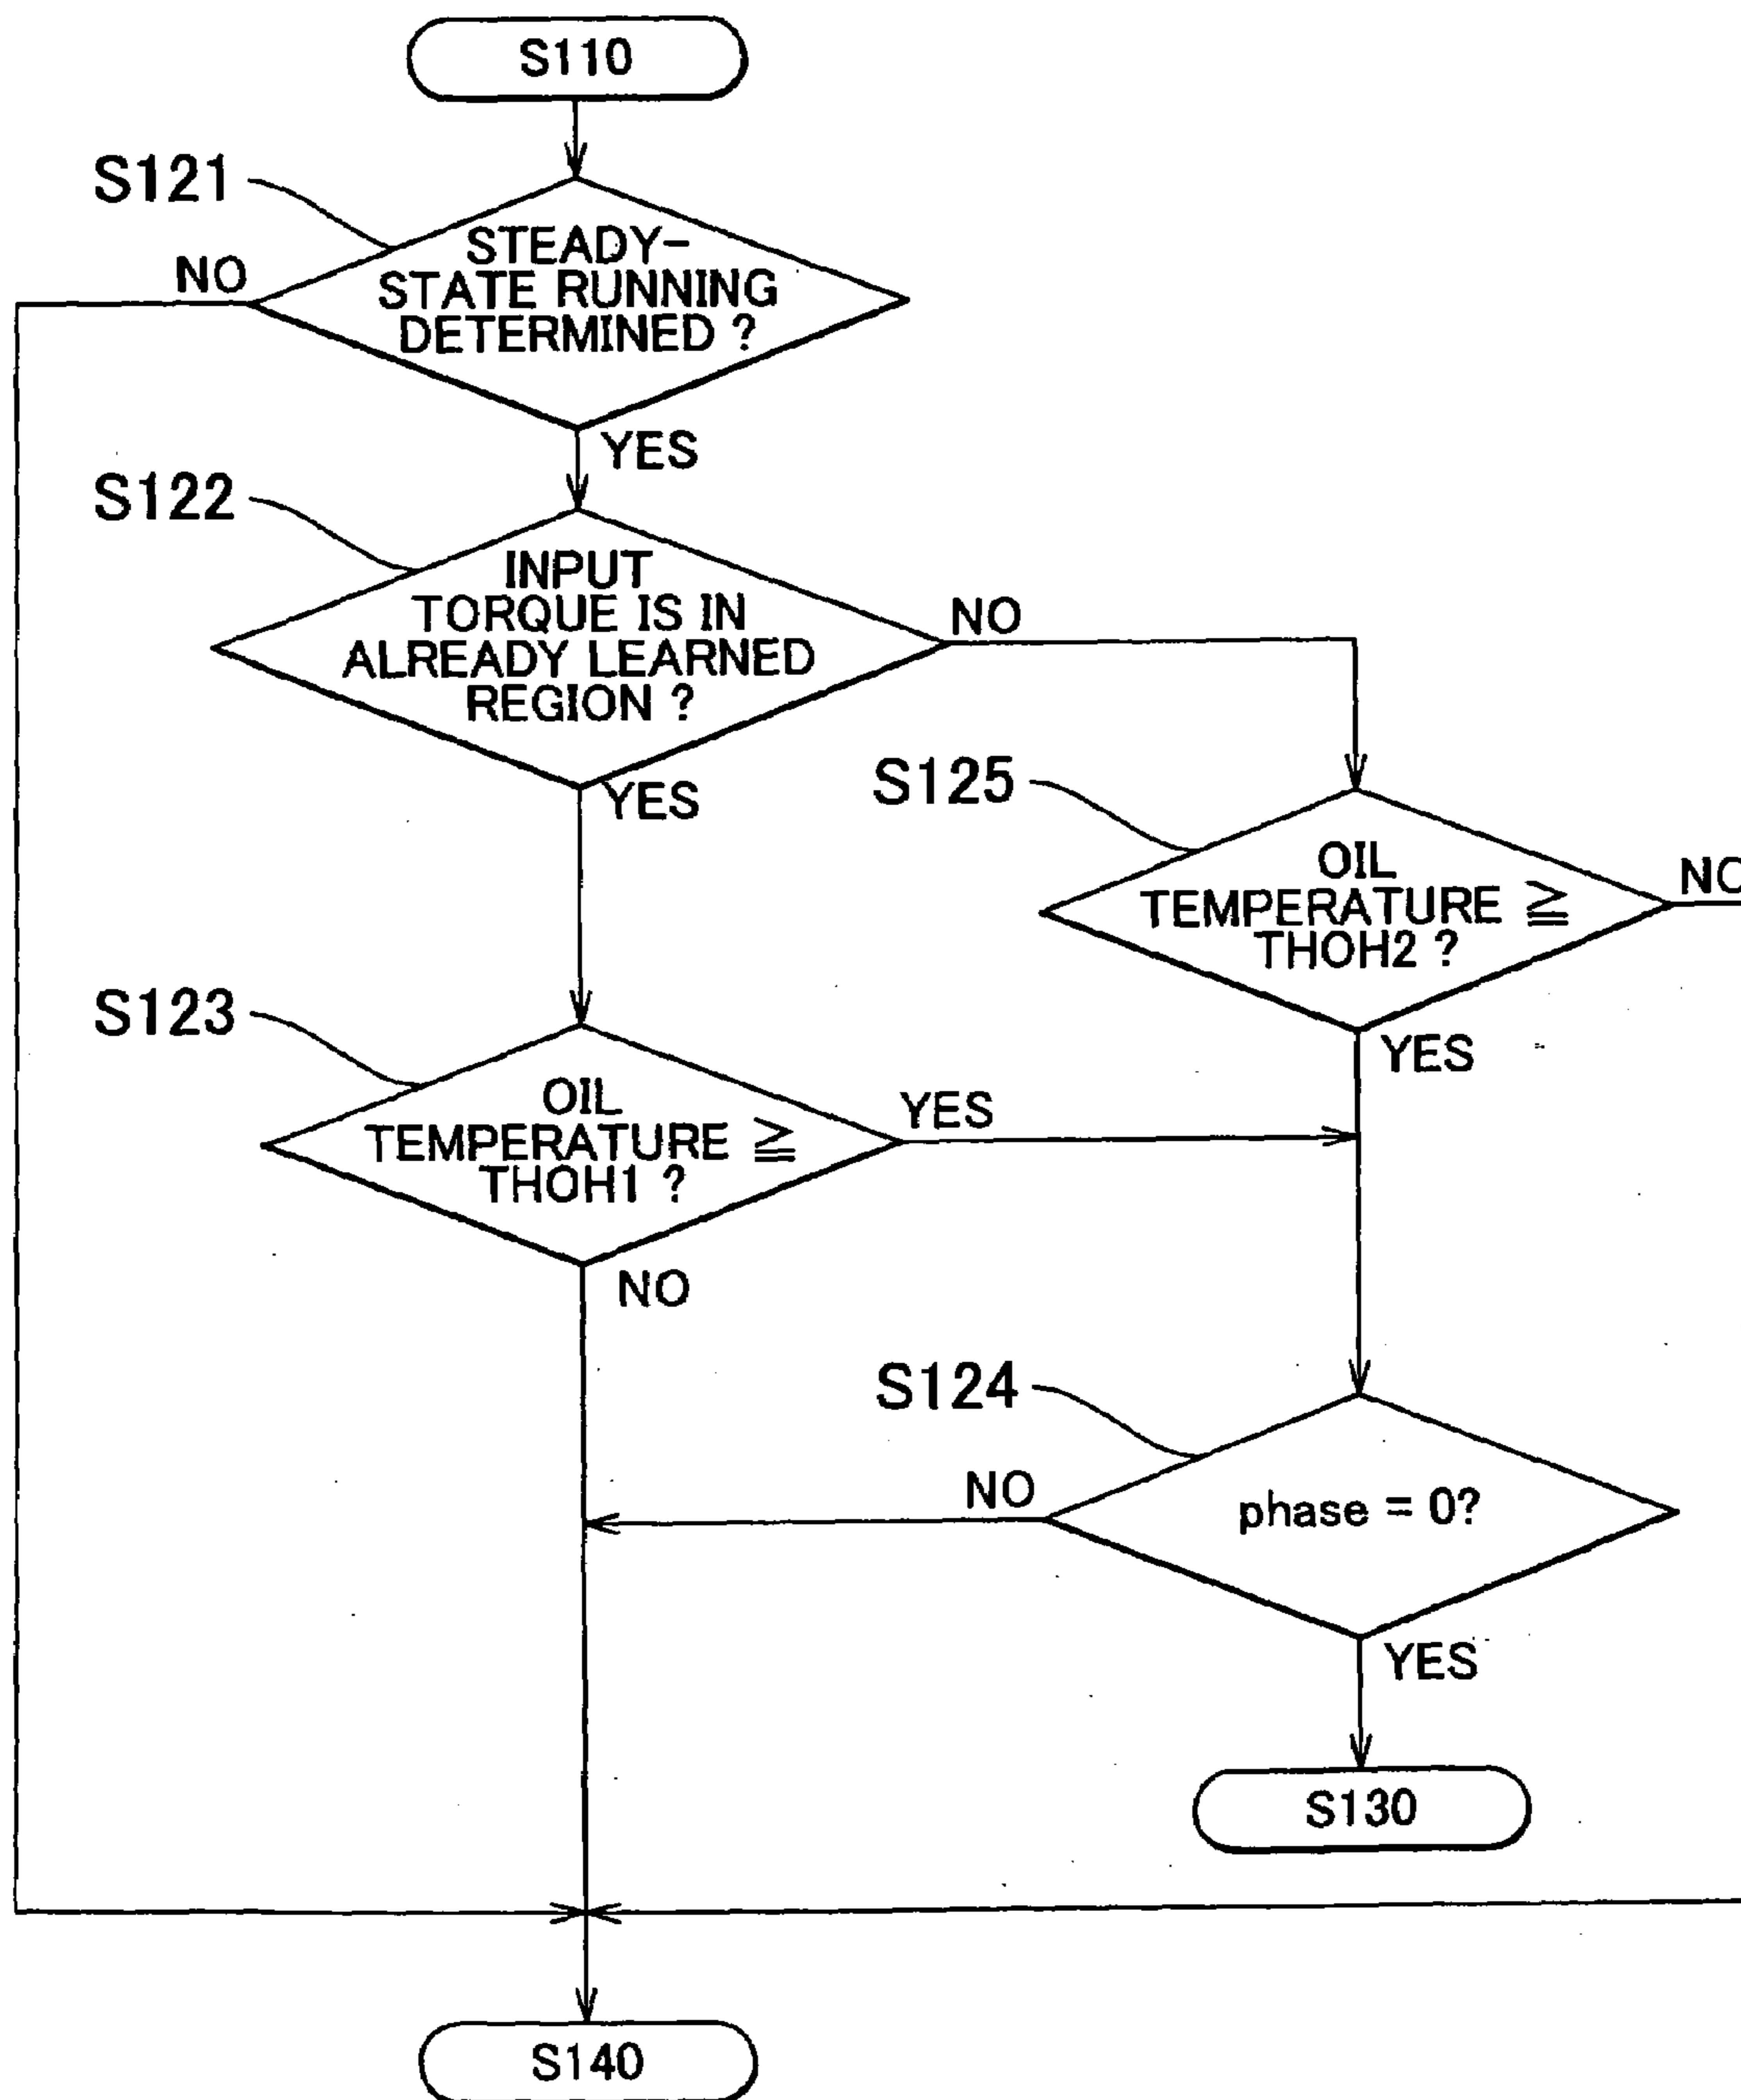 S110
S121
STEADY-
STATE RUNNING
DETERMINED ?
NO
YES
S122
INPUT
TORQUE IS IN
ALREADY LEARNED
REGION ?
NO
YES
S125
OIL
TEMPERATURE ≧
THOH2 ?
NO
YES
S123
OIL
TEMPERATURE ≧
THOH1 ?
YES
NO
S124
phase = 0?
NO
YES
S130
S140